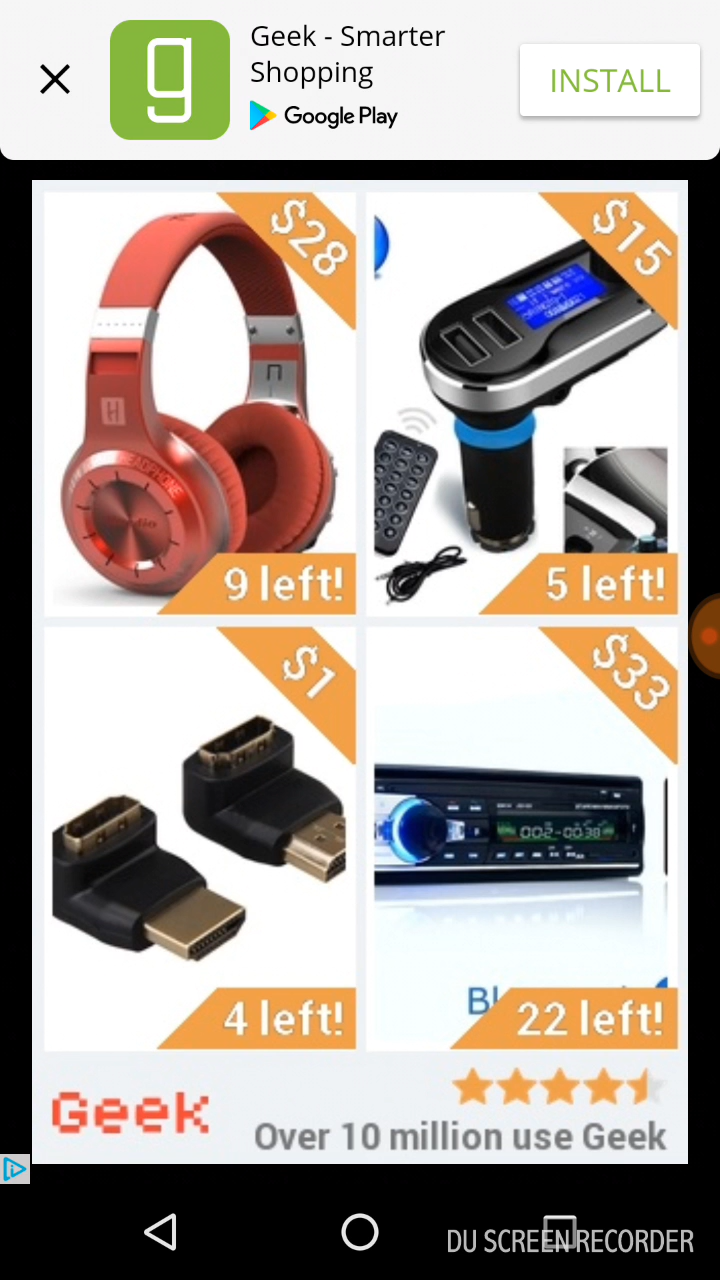 Geek - Smarter
Shopping
Google Play
INSTALL
$28
$15
H
HEADPHONE
9 left!
5 left!
$1
$33
002-00:38
4 left!
22 left!
Geek
Over 10 million use Geek
DU SCREEN RECORDER